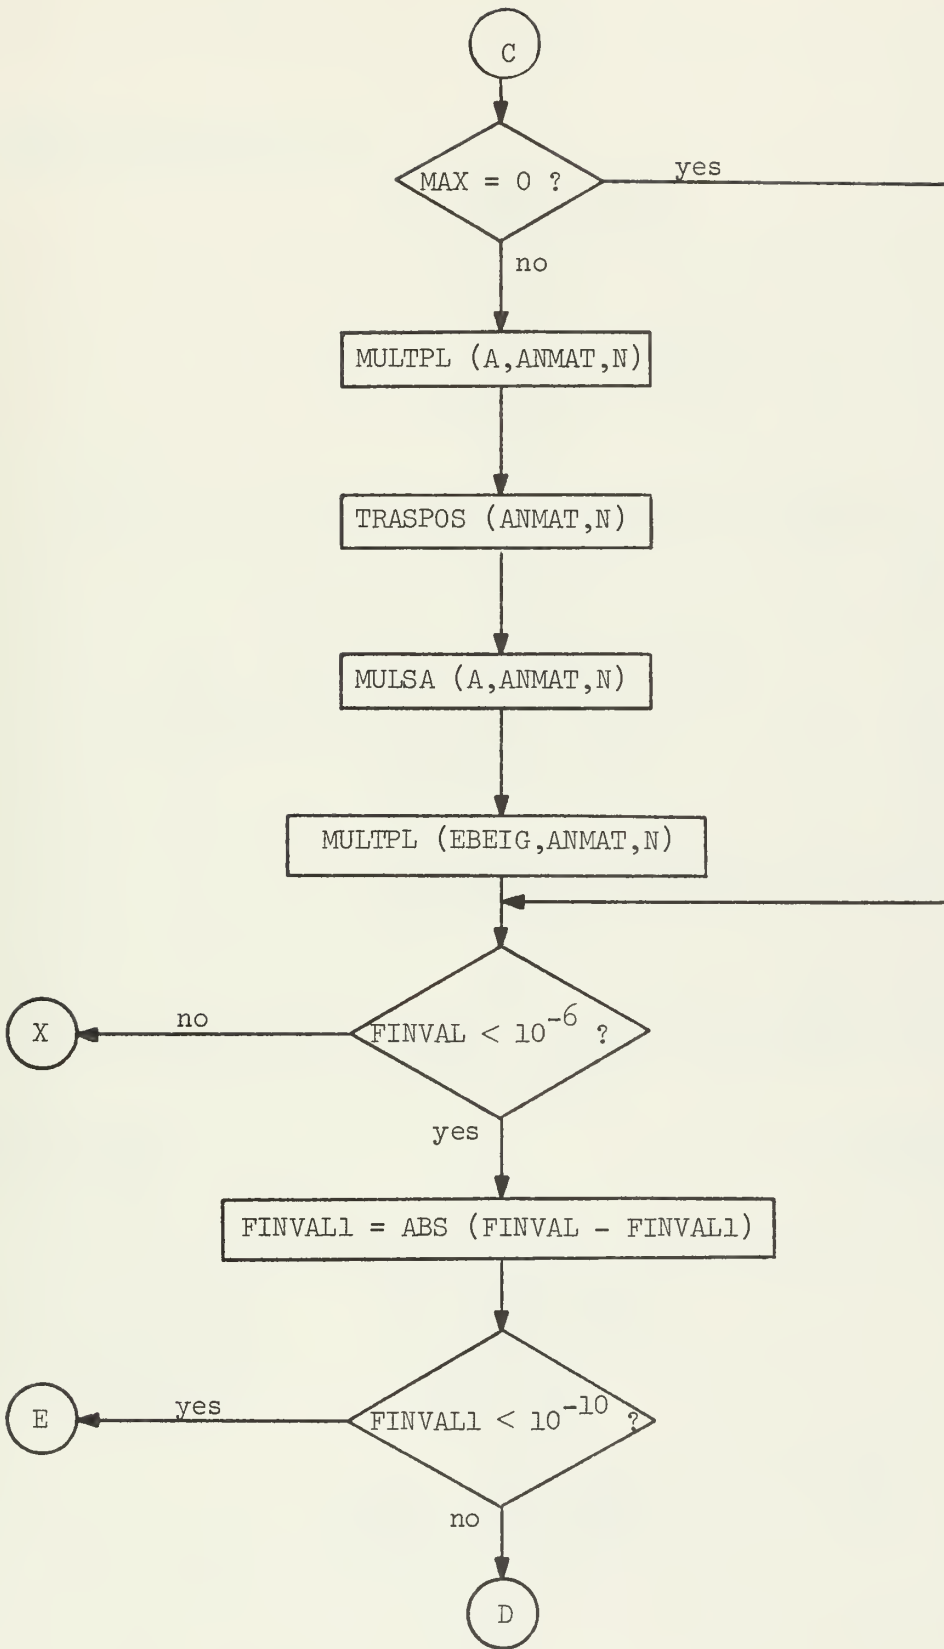 C
MAX = 0 ?
yes
no
MULTPL (A,ANMAT,N)
TRASPOS (ANMAT,N)
MULSA (A,ANMAT,N)
MULTPL (EBEIG,ANMAT,N)
X
no
FINVAL < 10^-6 ?
yes
FINVAL1 = ABS (FINVAL - FINVAL1)
E
yes
FINVAL1 < 10^-10 ?
no
D